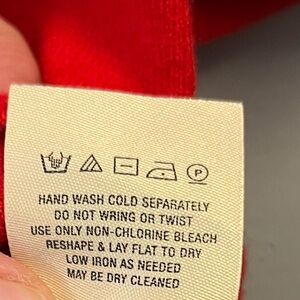 P
HAND WASH COLD SEPARATELY
DO NOT WRING OR TWIST
USE ONLY NON-CHLORINE BLEACH
RESHAPE & LAY FLAT TO DRY
LOW IRON AS NEEDED
MAY BE DRY CLEANED